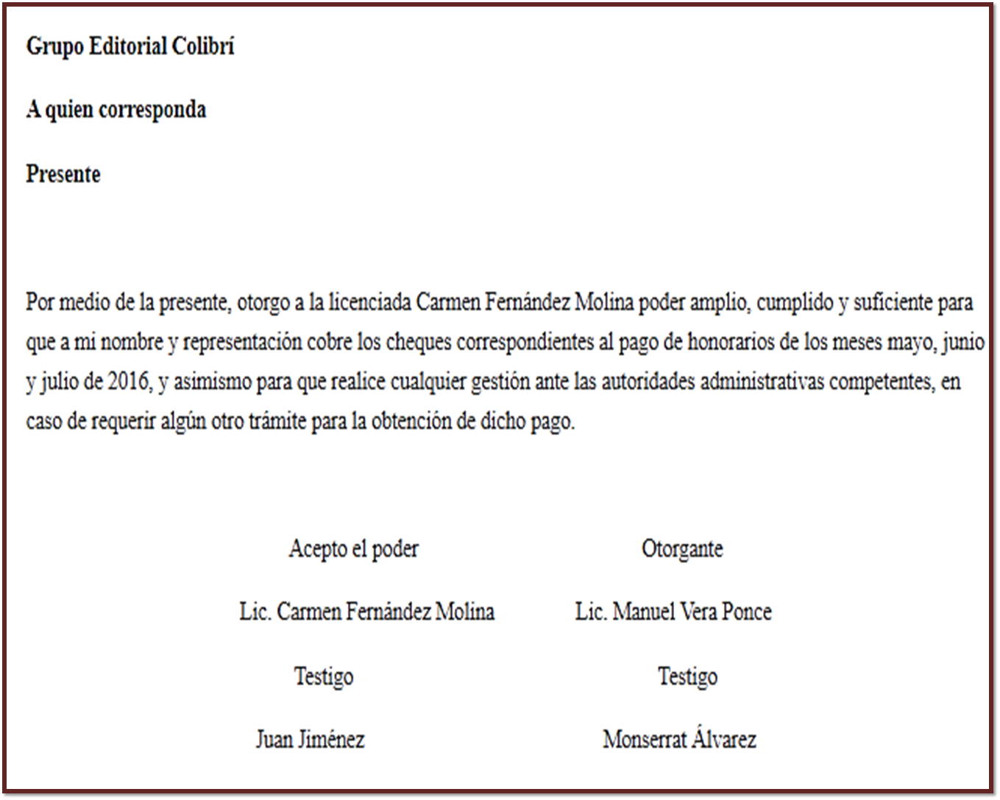 Grupo Editorial Colibrí
A quien corresponda
Presente
Por medio de la presente, otorgo a la licenciada Carmen Fernández Molina poder amplio, cumplido y suficiente para
que a mi nombre y representación cobre los cheques correspondientes al pago de honorarios de los meses mayo, junio
y julio de 2016, y asimismo para que realice cualquier gestión ante las autoridades administrativas competentes, en
caso de requerir algún otro trámite para la obtención de dicho pago.
Acepto el poder Otorgante
Lic. Carmen Fernández Molina Lic. Manuel Vera Ponce
Testigo Testigo
Juan Jiménez Monserrat Álvarez